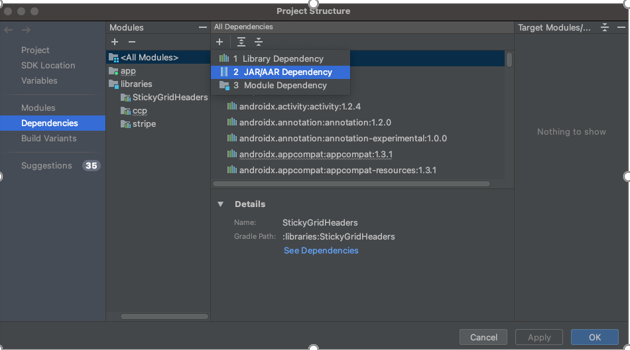 Project Structure
Project
SDK Location
Variables
Modules
Dependencies
Build Variants
Suggestions 35
Modules
<All Modules>
app
libraries
StickyGridHeaders
ccp
stripe
All Dependencies
1 Library Dependency
2 JAR/AAR Dependency
3 Module Dependency
androidx.activity:activity:1.2.4
androidx.annotation:annotation:1.2.0
androidx.annotation:annotation-experimental:1.0.0
androidx.appcompat:appcompat:1.3.1
androidx.appcompat:appcompat-resources:1.3.1
Details
Name: StickyGridHeaders
Gradle Path: :libraries:StickyGridHeaders
See Dependencies
Target Modules/...
Nothing to show
Cancel Apply OK